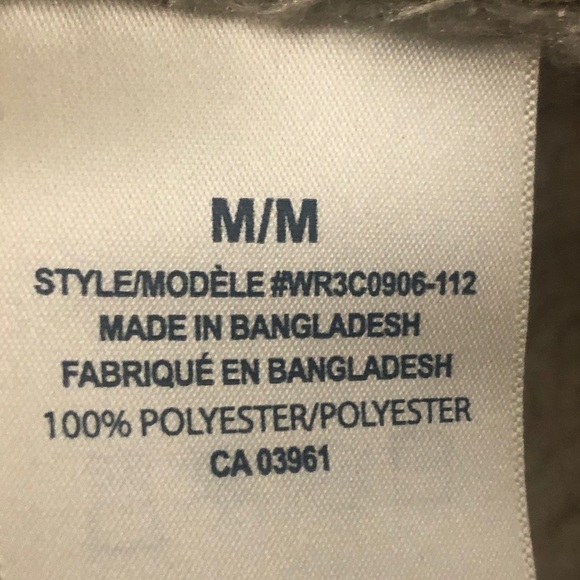 M/M
STYLE/MODÈLE #WR3C0906-112
MADE IN BANGLADESH
FABRIQUÉ EN BANGLADESH
100% POLYESTER/POLYESTER
CA 03961